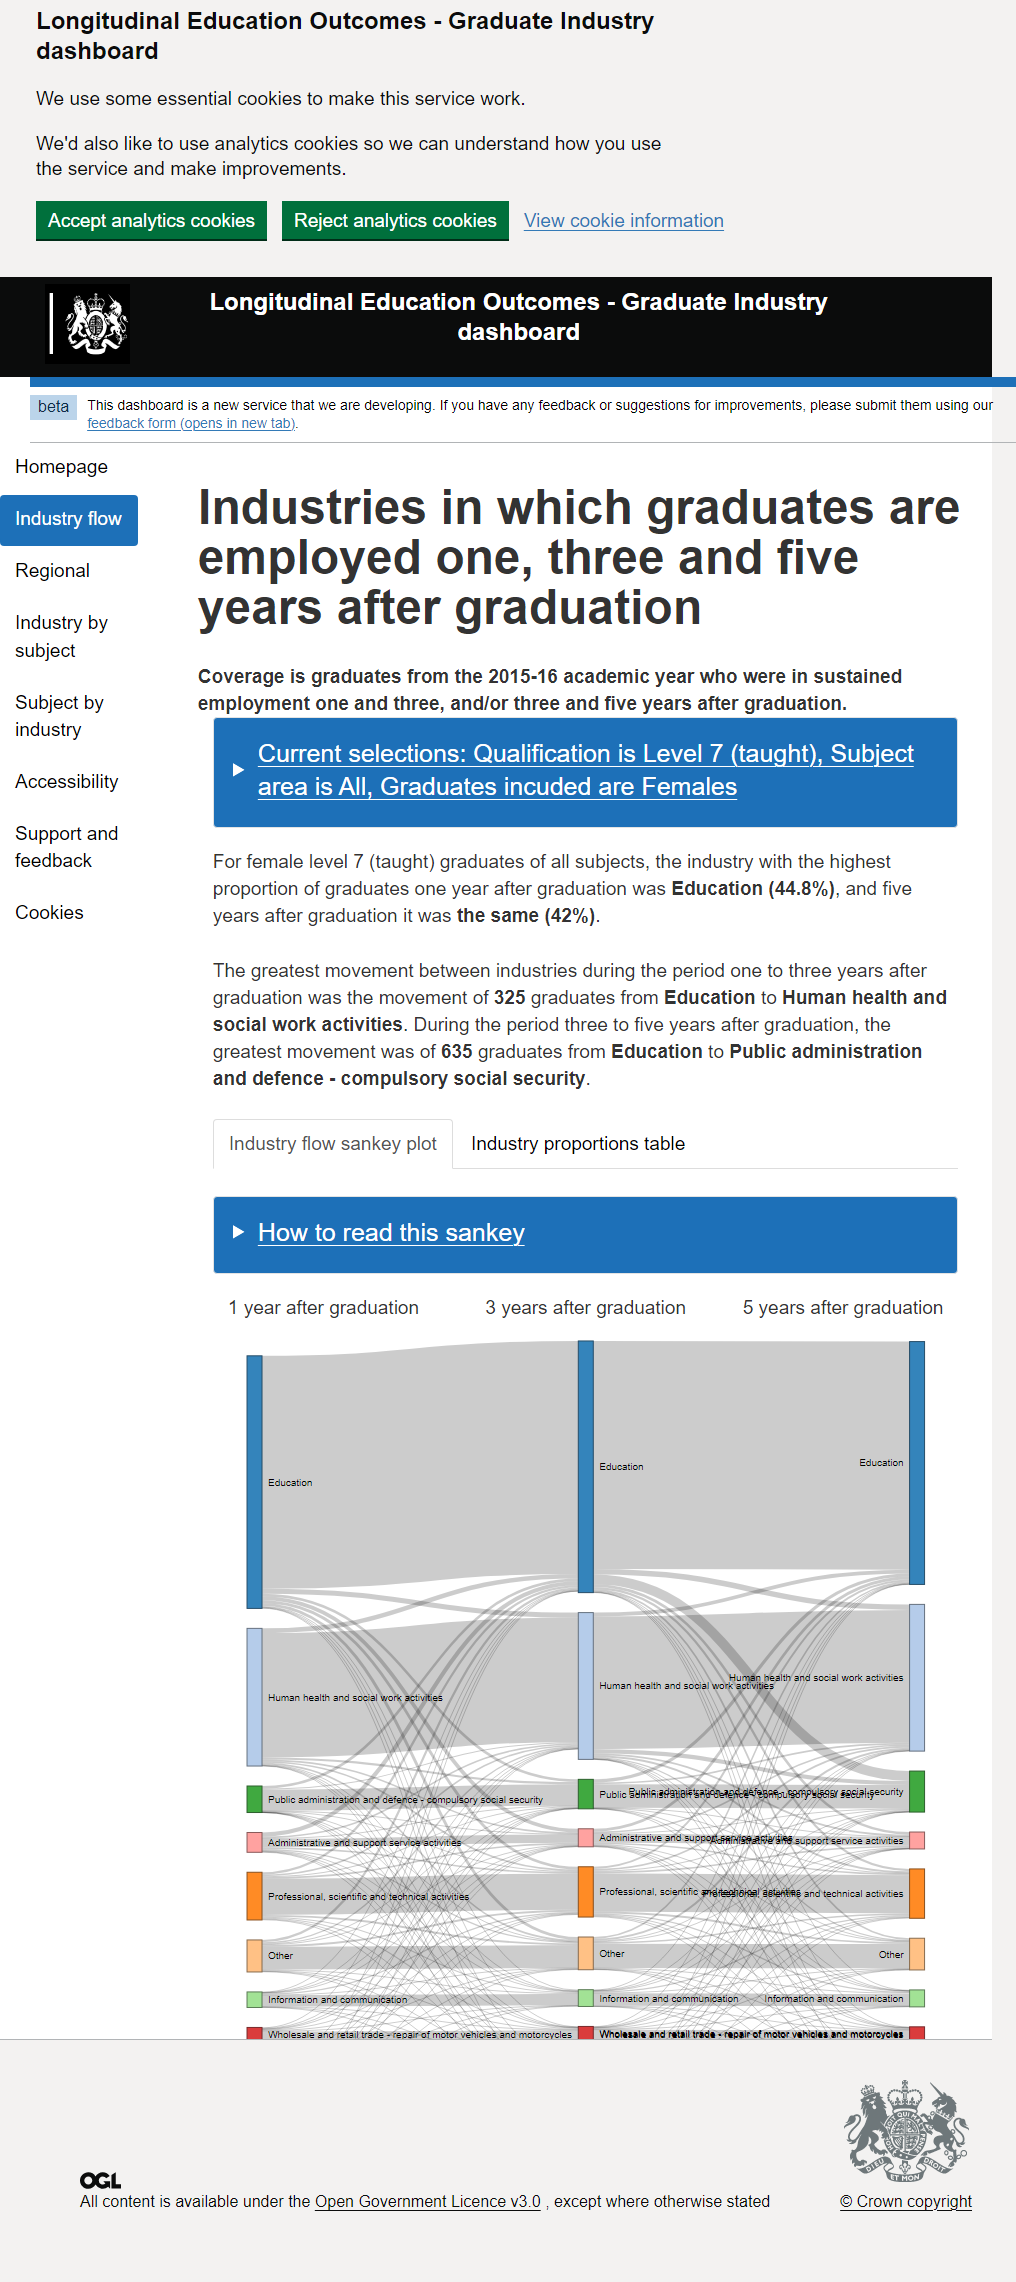 Longitudinal Education Outcomes - Graduate Industry
dashboard
We use some essential cookies to make this service work.
We'd also like to use analytics cookies so we can understand how you use
the service and make improvements.
Accept analytics cookies
Reject analytics cookies
View cookie information
Longitudinal Education Outcomes - Graduate Industry
dashboard
beta
This dashboard is a new service that we are developing. If you have any feedback or suggestions for improvements, please submit them using our
feedback form (opens in new tab).
Homepage
Industry flow
Regional
Industry by
subject
Subject by
industry
Accessibility
Support and
feedback
Cookies
Industries in which graduates are
employed one, three and five
years after graduation
Coverage is graduates from the 2015-16 academic year who were in sustained
employment one and three, and/or three and five years after graduation.
Current selections: Qualification is Level 7 (taught), Subject
area is All, Graduates incuded are Females
For female level 7 (taught) graduates of all subjects, the industry with the highest
proportion of graduates one year after graduation was Education (44.8%), and five
years after graduation it was the same (42%).
The greatest movement between industries during the period one to three years after
graduation was the movement of 325 graduates from Education to Human health and
social work activities. During the period three to five years after graduation, the
greatest movement was of 635 graduates from Education to Public administration
and defence - compulsory social security.
Industry flow sankey plot
Industry proportions table
How to read this sankey
1 year after graduation
3 years after graduation
5 years after graduation
Education
Education
Education
Human health and social work activities
Human health and social work activities
Human health and social work activities
Public administration and defence - compulsory social security
Public administration and defence - compulsory social security
Public administration and defence - compulsory social security
Administrative and support service activities
Administrative and support service activities
Administrative and support service activities
Professional, scientific and technical activities
Professional, scientific and technical activities
Professional, scientific and technical activities
Other
Other
Other
Information and communication
Information and communication
Information and communication
Wholesale and retail trade - repair of motor vehicles and motorcycles
Wholesale and retail trade - repair of motor vehicles and motorcycles
Wholesale and retail trade - repair of motor vehicles and motorcycles
DIEU
ET MON
DROIT
OGL
All content is available under the Open Government Licence v3.0 , except where otherwise stated
© Crown copyright